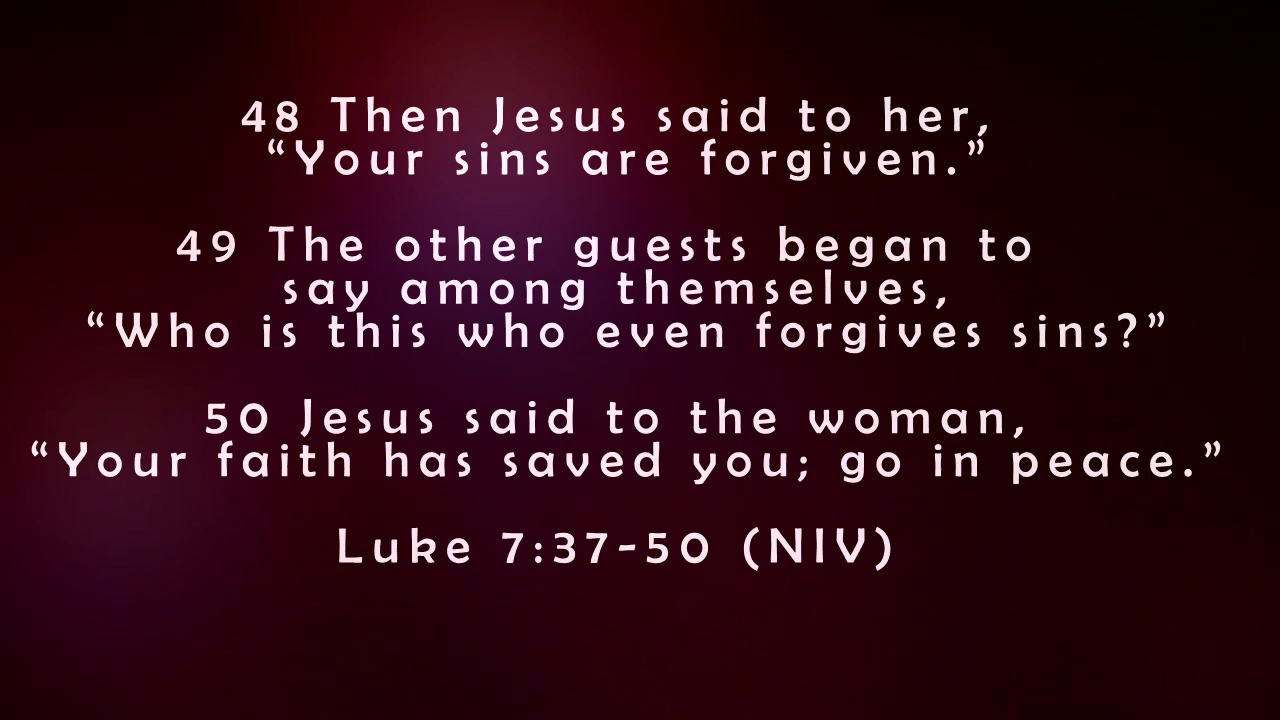 48 Then Jesus said to her,
“Your sins are forgiven.”
49 The other guests began to
say among themselves,
“Who is this who even forgives sins?”
50 Jesus said to the woman,
“Your faith has saved you; go in peace.”
Luke 7:37-50 (NIV)